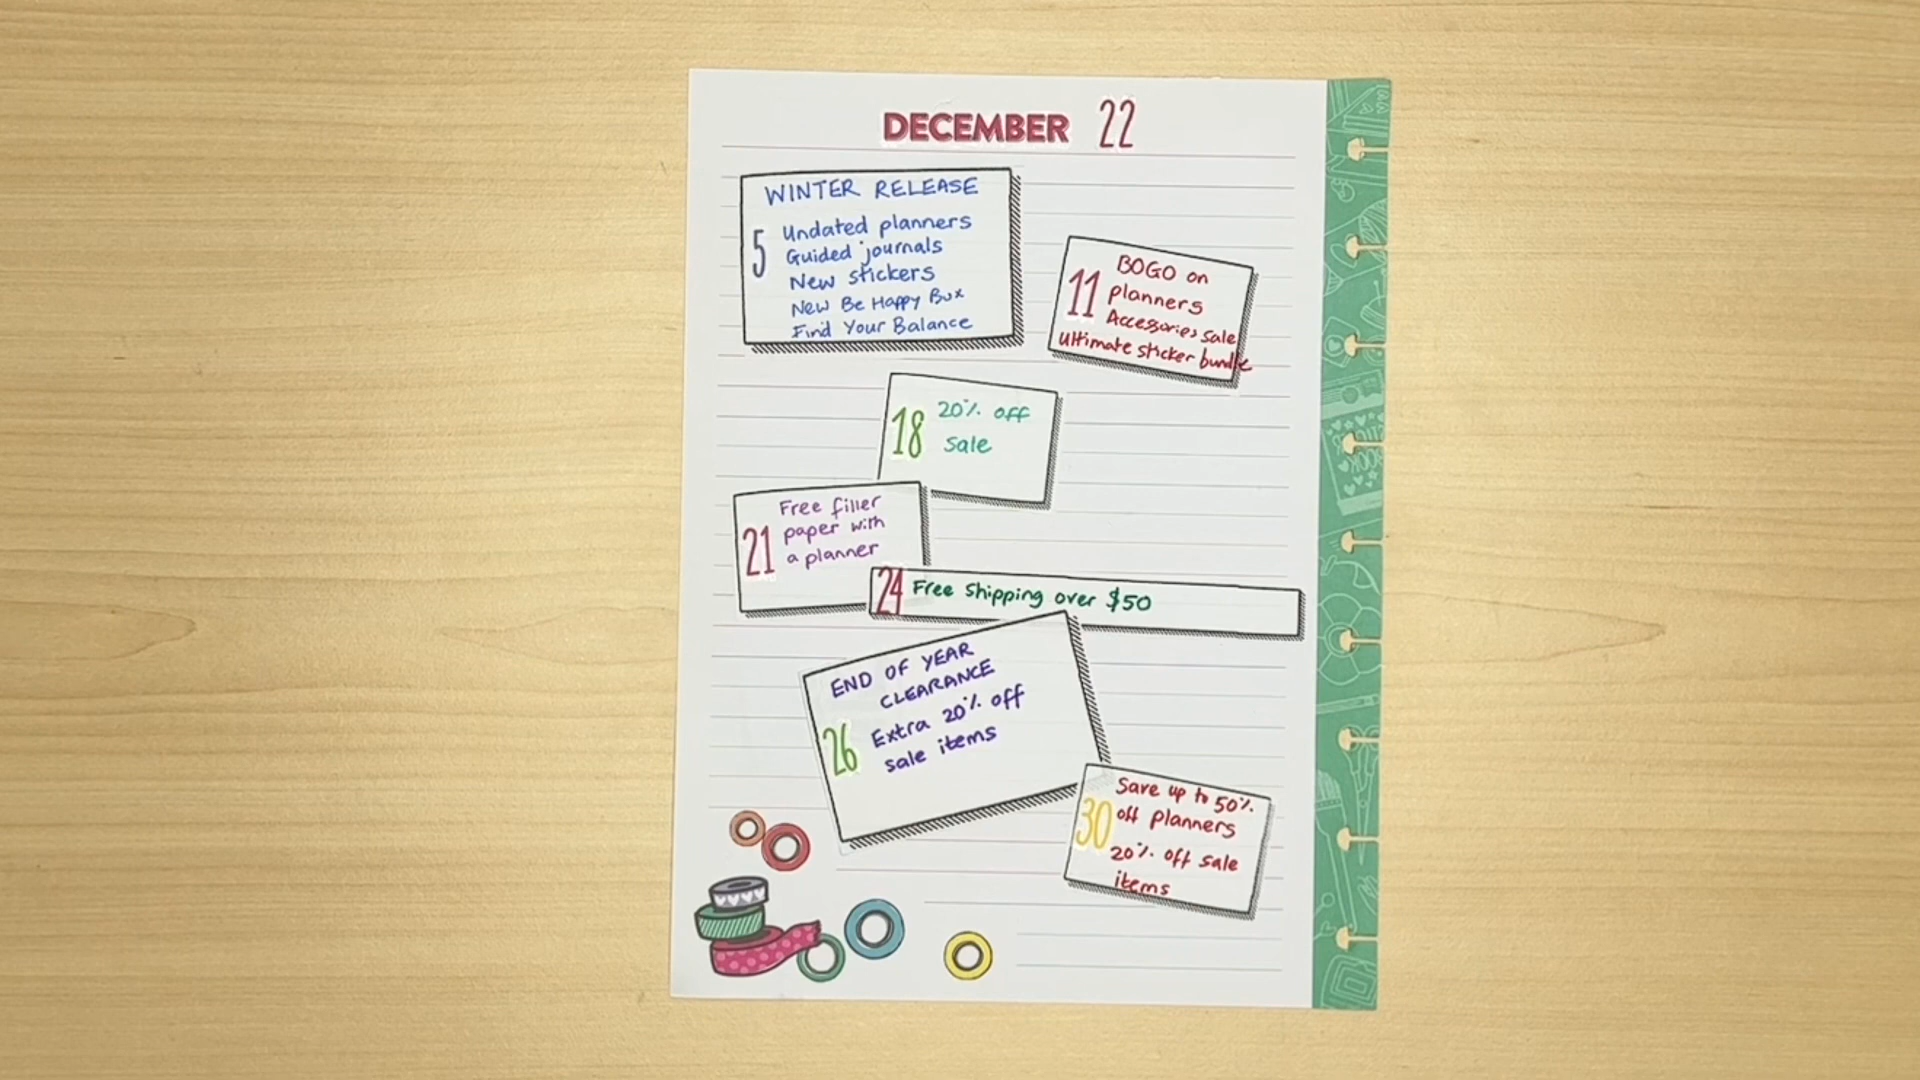 DECEMBER 22
WINTER RELEASE
5 Undated planners
Guided journals
New stickers
New Be Happy Box
Find Your Balance
11 BOGO on
planners
Accessories sale
ultimate sticker bundle
18 20% off
sale
21 Free filler
paper with
a planner
24 Free Shipping over $50
END OF YEAR
CLEARANCE
26 Extra 20% off
sale items
30 Save up to 50%
off planners
20% off sale
items